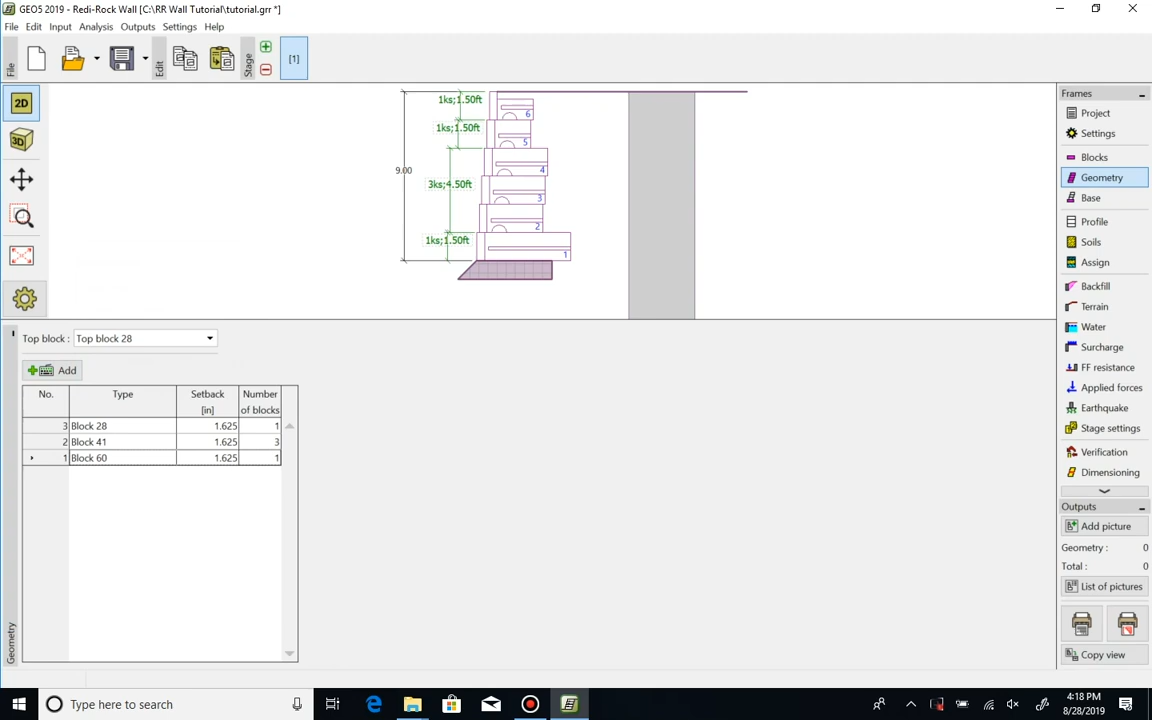 GEO5 2019 - Redi-Rock Wall [C:\RR Wall Tutorial\tutorial.grr *]
File Edit Input Analysis Outputs Settings Help
File
Edit
Stage
[1]
2D
3D
1ks;1.50ft
1ks;1.50ft
3ks;4.50ft
1ks;1.50ft
9.00
6
5
4
3
2
1
Frames
Project
Settings
Blocks
Geometry
Base
Profile
Soils
Assign
Backfill
Terrain
Water
Surcharge
FF resistance
Applied forces
Earthquake
Stage settings
Verification
Dimensioning
Outputs
Add picture
Geometry : 0
Total : 0
List of pictures
Copy view
Top block : Top block 28
Add
No. Type Setback Number
[in] of blocks
3 Block 28 1.625 1
2 Block 41 1.625 3
1 Block 60 1.625 1
Geometry
Type here to search
4:18 PM
8/28/2019